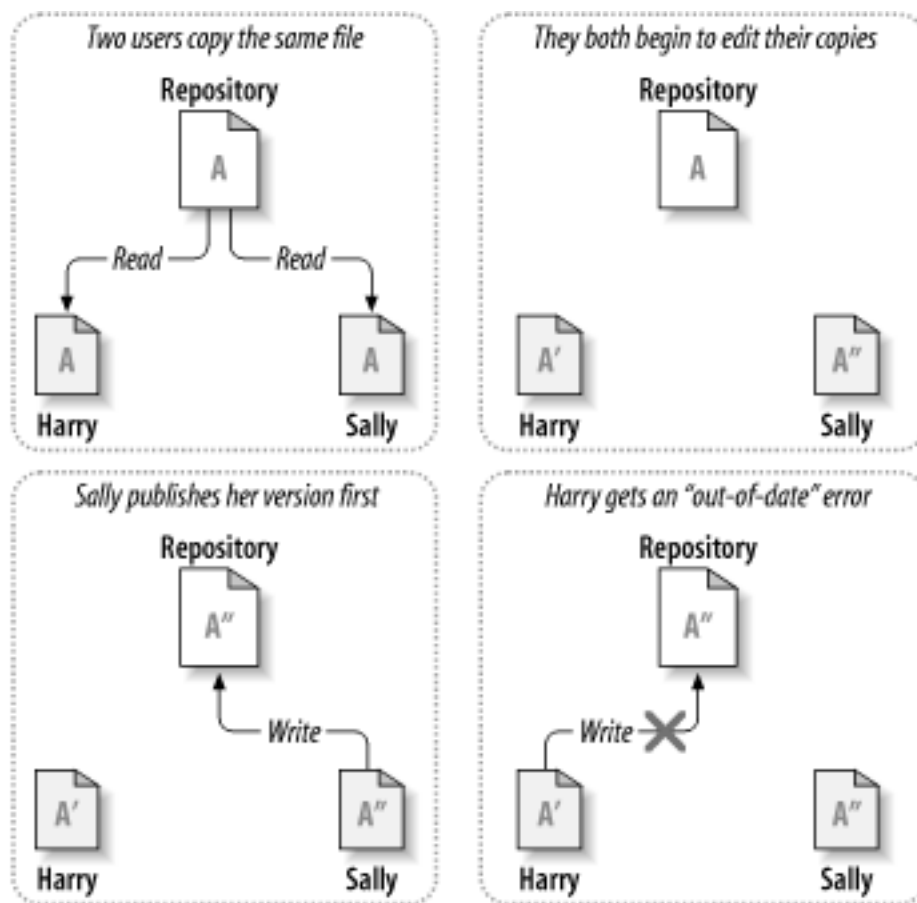 Two users copy the same file
Repository
A
Read
Read
A
A
Harry
Sally
They both begin to edit their copies
Repository
A
A'
A"
Harry
Sally
Sally publishes her version first
Repository
A"
Write
A'
A"
Harry
Sally
Harry gets an “out-of-date” error
Repository
A"
Write
A'
A"
Harry
Sally